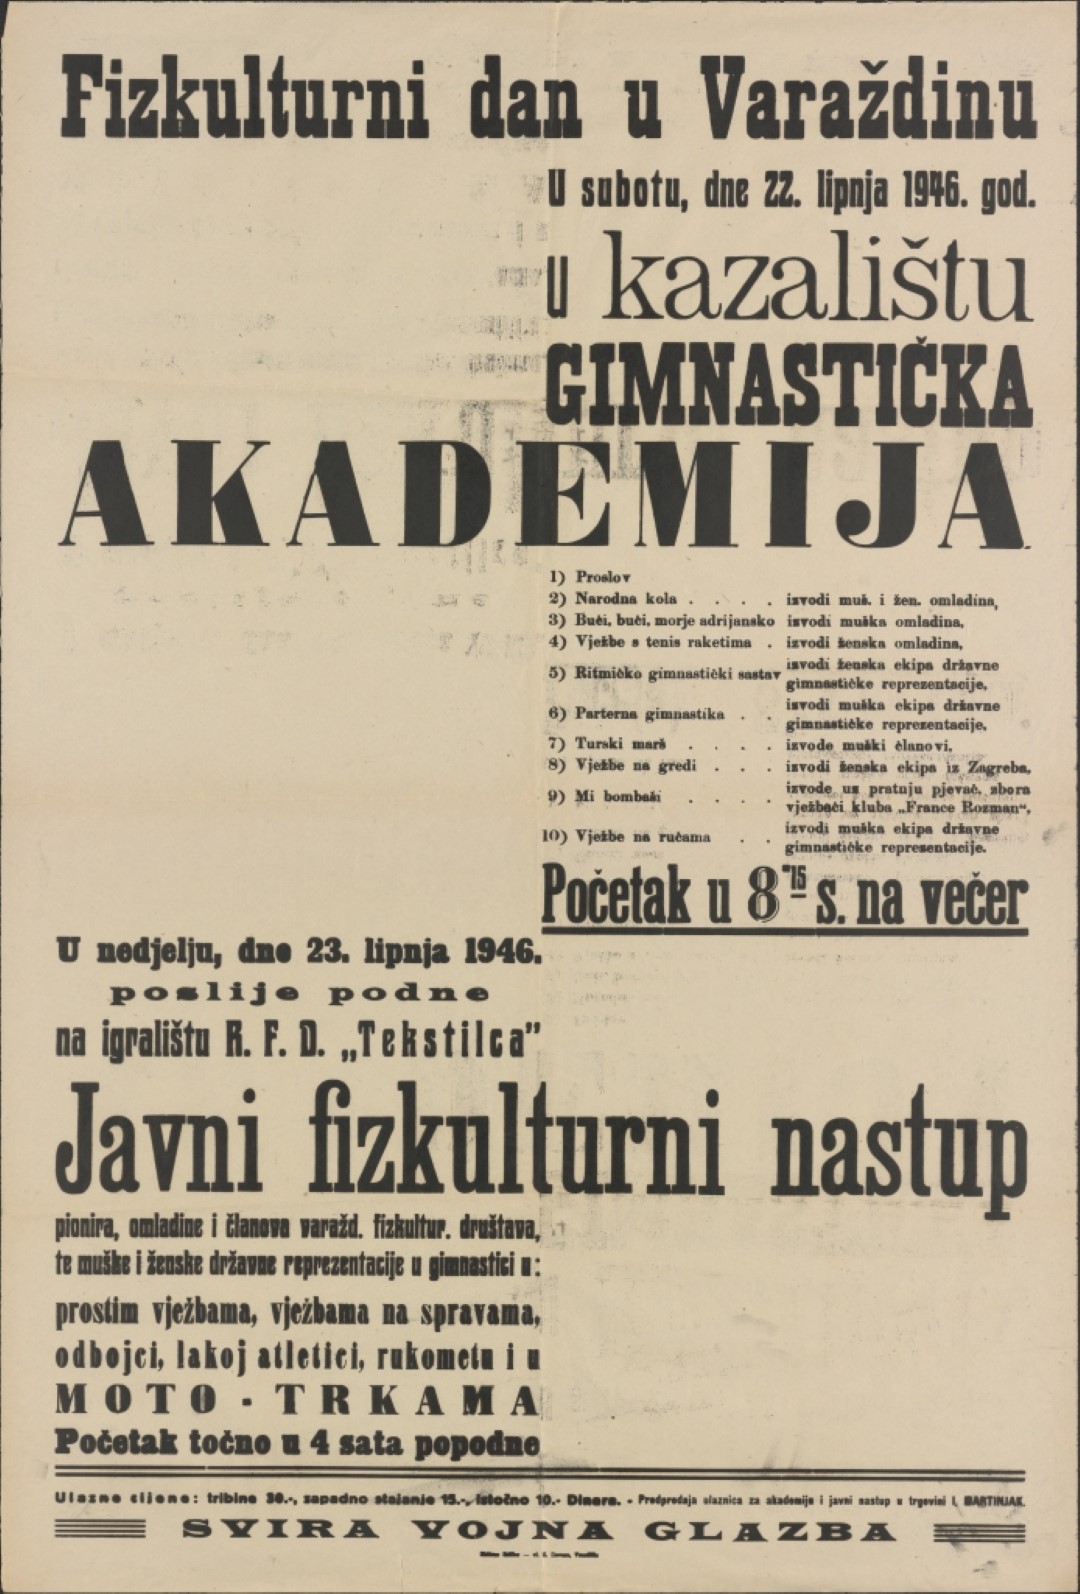 Fizkulturni dan u Varaždinu
U subotu, dne 22. lipnja 1946. god.
u kazalištu
GIMNASTIČKA
AKADEMIJA
1) Proslov
2) Narodna kola . . . . izvodi muš. i žen. omladina,
3) Buči, buči, morje adrijansko izvodi muška omladina,
4) Vježbe s tenis raketima . izvodi ženska omladina,
5) Ritmičko gimnastički sastav izvodi ženska ekipa državne
gimnastičke reprezentacije,
6) Parterna gimnastika . . izvodi muška ekipa državne
gimnastičke reprezentacije,
7) Turski marš . . . . izvode muški članovi,
8) Vježbe na gredi . . . izvodi ženska ekipa iz Zagreba,
9) Mi bombaši . . . . izvode uz pratnju pjevač. zbora
vježbači kluba „France Rozman“,
10) Vježbe na ručama . . izvodi muška ekipa državne
gimnastičke reprezentacije.
Početak u 8-15 s. na večer
U nedjelju, dne 23. lipnja 1946.
poslije podne
na igralištu R. F. D. „Tekstilca”
Javni fizkulturni nastup
pionira, omladine i članova varažd. fizkultur. društava,
te muške i ženske državne reprezentacije u gimnastici u:
prostim vježbama, vježbama na spravama,
odbojci, lakoj atletici, rukometu i u
MOTO - TRKAMA
Početak točno u 4 sata popodne
Ulazne cijene: tribine 30.-, zapadno stajanje 15.-, istočno 10.- Dinara. - Predprodaja ulaznica za akademiju i javni nastup u trgovini I. BARTINJAK.
SVIRA VOJNA GLAZBA